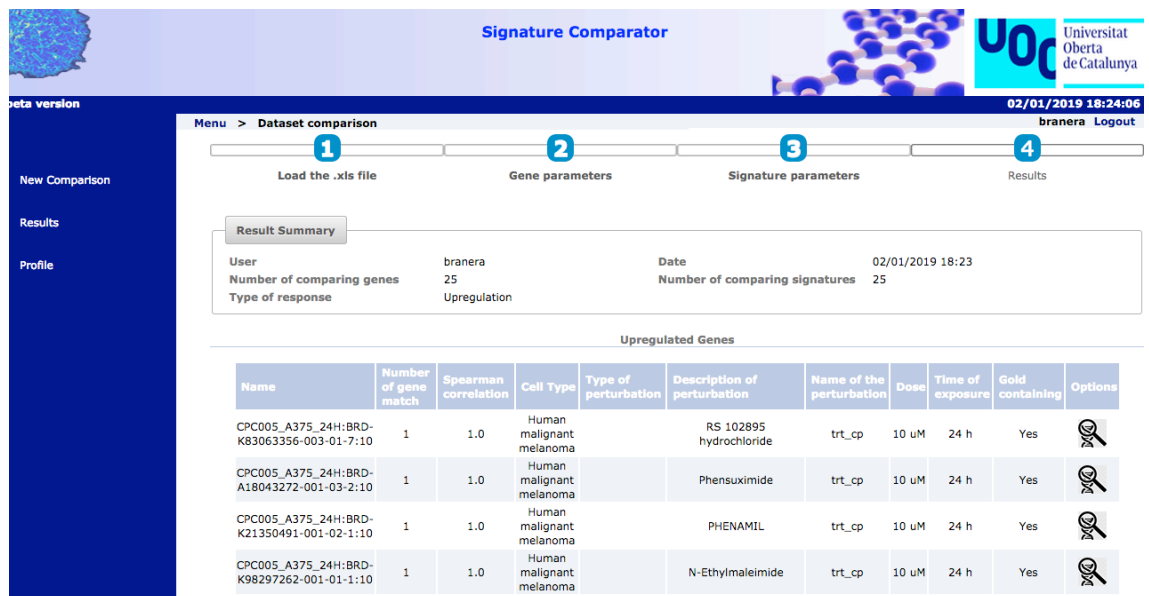 Signature Comparator
UOC
Universitat
Oberta
de Catalunya
beta version
02/01/2019 18:24:06
Menu > Dataset comparison
branera Logout
1 2 3 4
Load the .xls file Gene parameters Signature parameters Results
New Comparison
Results
Profile
Result Summary
User branera Date 02/01/2019 18:23
Number of comparing genes 25 Number of comparing signatures 25
Type of response Upregulation
Upregulated Genes
Name
Number
of gene
match
Spearman
correlation
Cell Type
Type of
perturbation
Description of
perturbation
Name of the
perturbation
Dose
Time of
exposure
Gold
containing
Options
CPC005_A375_24H:BRD-
K83063356-003-01-7:10
1
1.0
Human
malignant
melanoma
RS 102895
hydrochloride
trt_cp
10 uM
24 h
Yes
CPC005_A375_24H:BRD-
A18043272-001-03-2:10
1
1.0
Human
malignant
melanoma
Phensuximide
trt_cp
10 uM
24 h
Yes
CPC005_A375_24H:BRD-
K21350491-001-02-1:10
1
1.0
Human
malignant
melanoma
PHENAMIL
trt_cp
10 uM
24 h
Yes
CPC005_A375_24H:BRD-
K98297262-001-01-1:10
1
1.0
Human
malignant
melanoma
N-Ethylmaleimide
trt_cp
10 uM
24 h
Yes